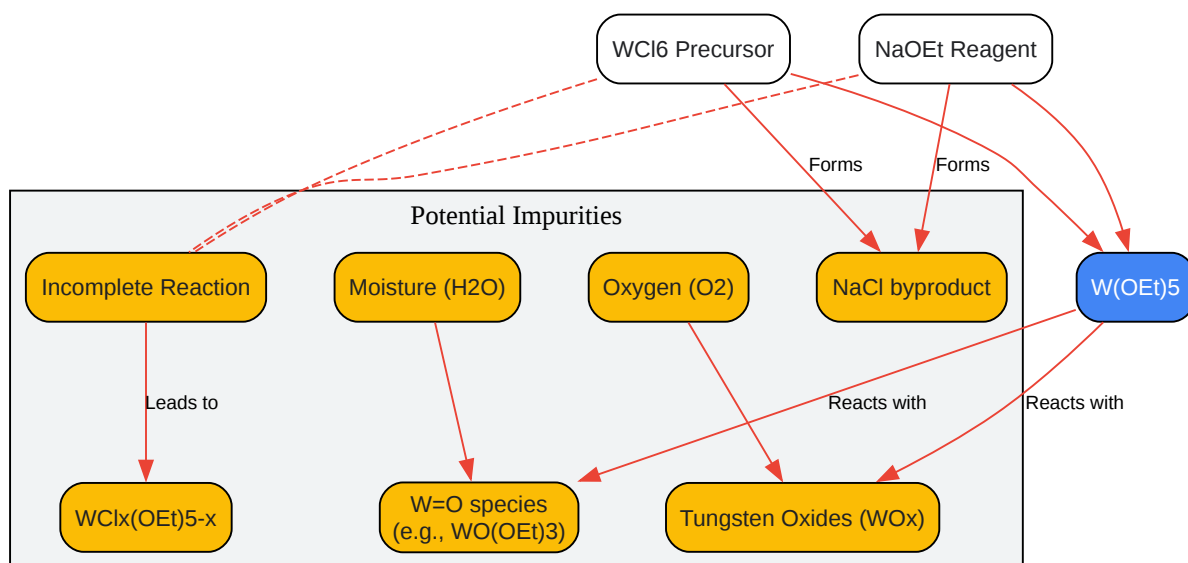 WCl6 Precursor
NaOEt Reagent
Forms
Forms
Potential Impurities
Incomplete Reaction
Moisture (H2O)
Oxygen (O2)
NaCl byproduct
W(OEt)5
Leads to
Reacts with
Reacts with
WClx(OEt)5-x
W=O species
(e.g., WO(OEt)3)
Tungsten Oxides (WOx)